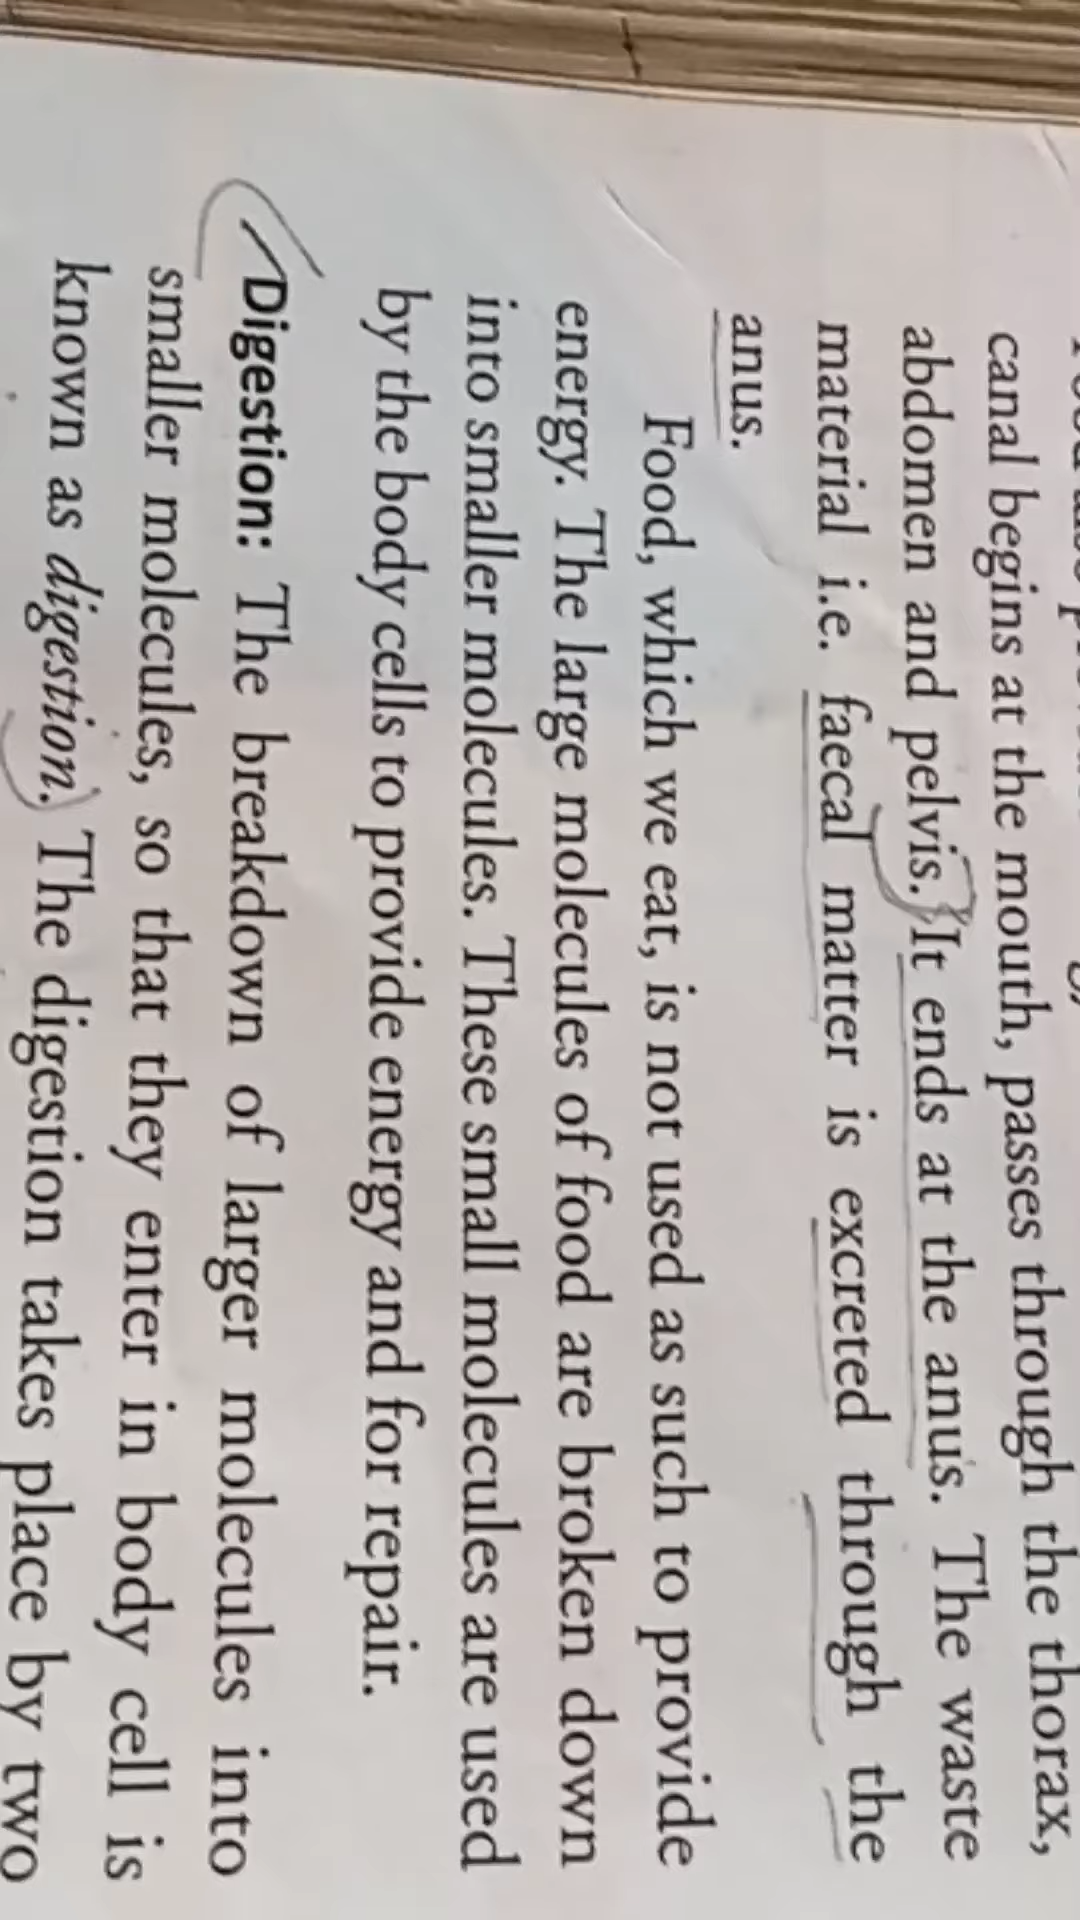 canal begins at the mouth, passes through the thorax,
abdomen and pelvis. It ends at the anus. The waste
material i.e. faecal matter is excreted through the
anus.
Food, which we eat, is not used as such to provide
energy. The large molecules of food are broken down
into smaller molecules. These small molecules are used
by the body cells to provide energy and for repair.
Digestion: The breakdown of larger molecules into
smaller molecules, so that they enter in body cell is
known as digestion. The digestion takes place by two